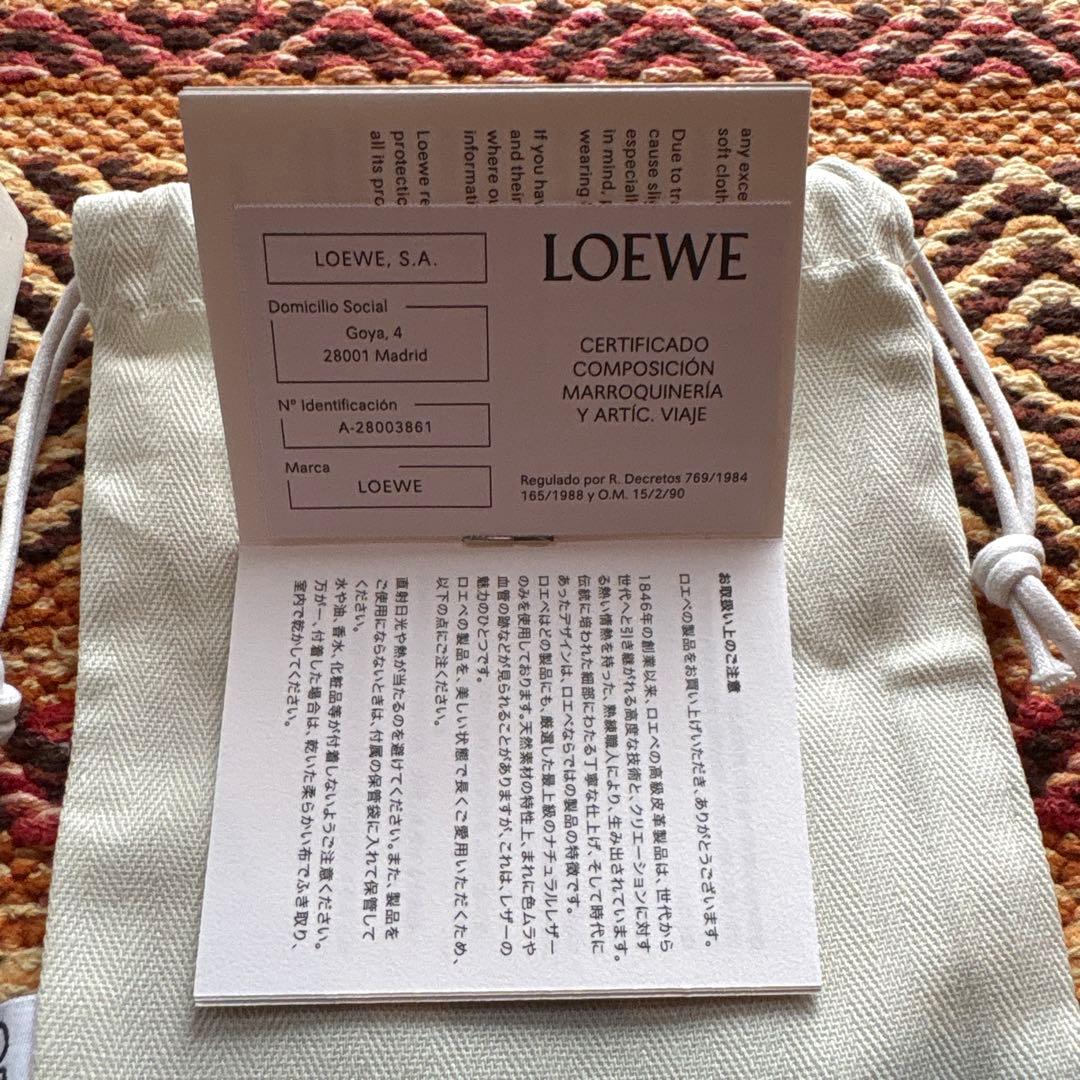 any exce
soft cloth
Due to tr
cause sli
especiall
in mind, p
wearing
If you hav
and their
where ou
informati
Loewe re
protectio
all its pro
LOEWE, S.A.
Domicilio Social
Goya, 4
28001 Madrid
Nº Identificación
A-28003861
Marca
LOEWE
LOEWE
CERTIFICADO
COMPOSICIÓN
MARROQUINERÍA
Y ARTÍC. VIAJE
Regulado por R. Decretos 769/1984
165/1988 y O.M. 15/2/90
お取扱い上のご注意
ロエベの製品をお買い上げいただき、ありがとうございます。
1846年の創業以来、ロエベの高級皮革製品は、世代から
世代へと引き継がれる高度な技術と、クリエーションに対す
る熱い情熱を持った、熟練職人により、生み出されています。
伝統に培われた細部にわたる丁寧な仕上げ、そして時代に
あったデザインは、ロエベならではの製品の特徴です。
ロエベはどの製品にも、厳選した最上級のナチュラルレザー
のみを使用しております。天然素材の特性上、まれに色ムラや
血管の跡などが見られることがありますが、これは、レザーの
魅力のひとつです。
ロエベの製品を、美しい状態で長くご愛用いただくため、
以下の点にご注ください。
直射日光や熱が当たるのを避けてください。また、製品を
ご使用にならないときは、付属の保管袋に入れて保管して
ください。
水や油、香水、化粧品等が付着しないようご注意ください。
万が一、付着した場合は、乾いた柔らかい布でふき取り、
室内で乾かしてください。